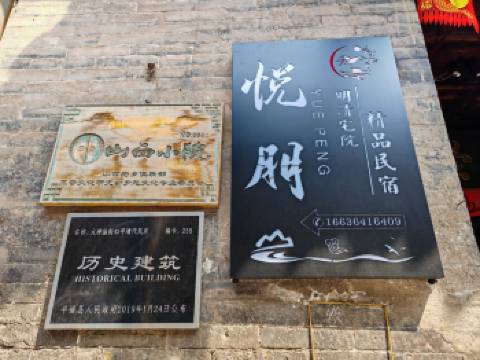 山西小院
悦朋
YUE PENG
明清宅院
精品民宿
16636416409
历史建筑
HISTORICAL BUILDING
平遥县人民政府2019年1月24日公布